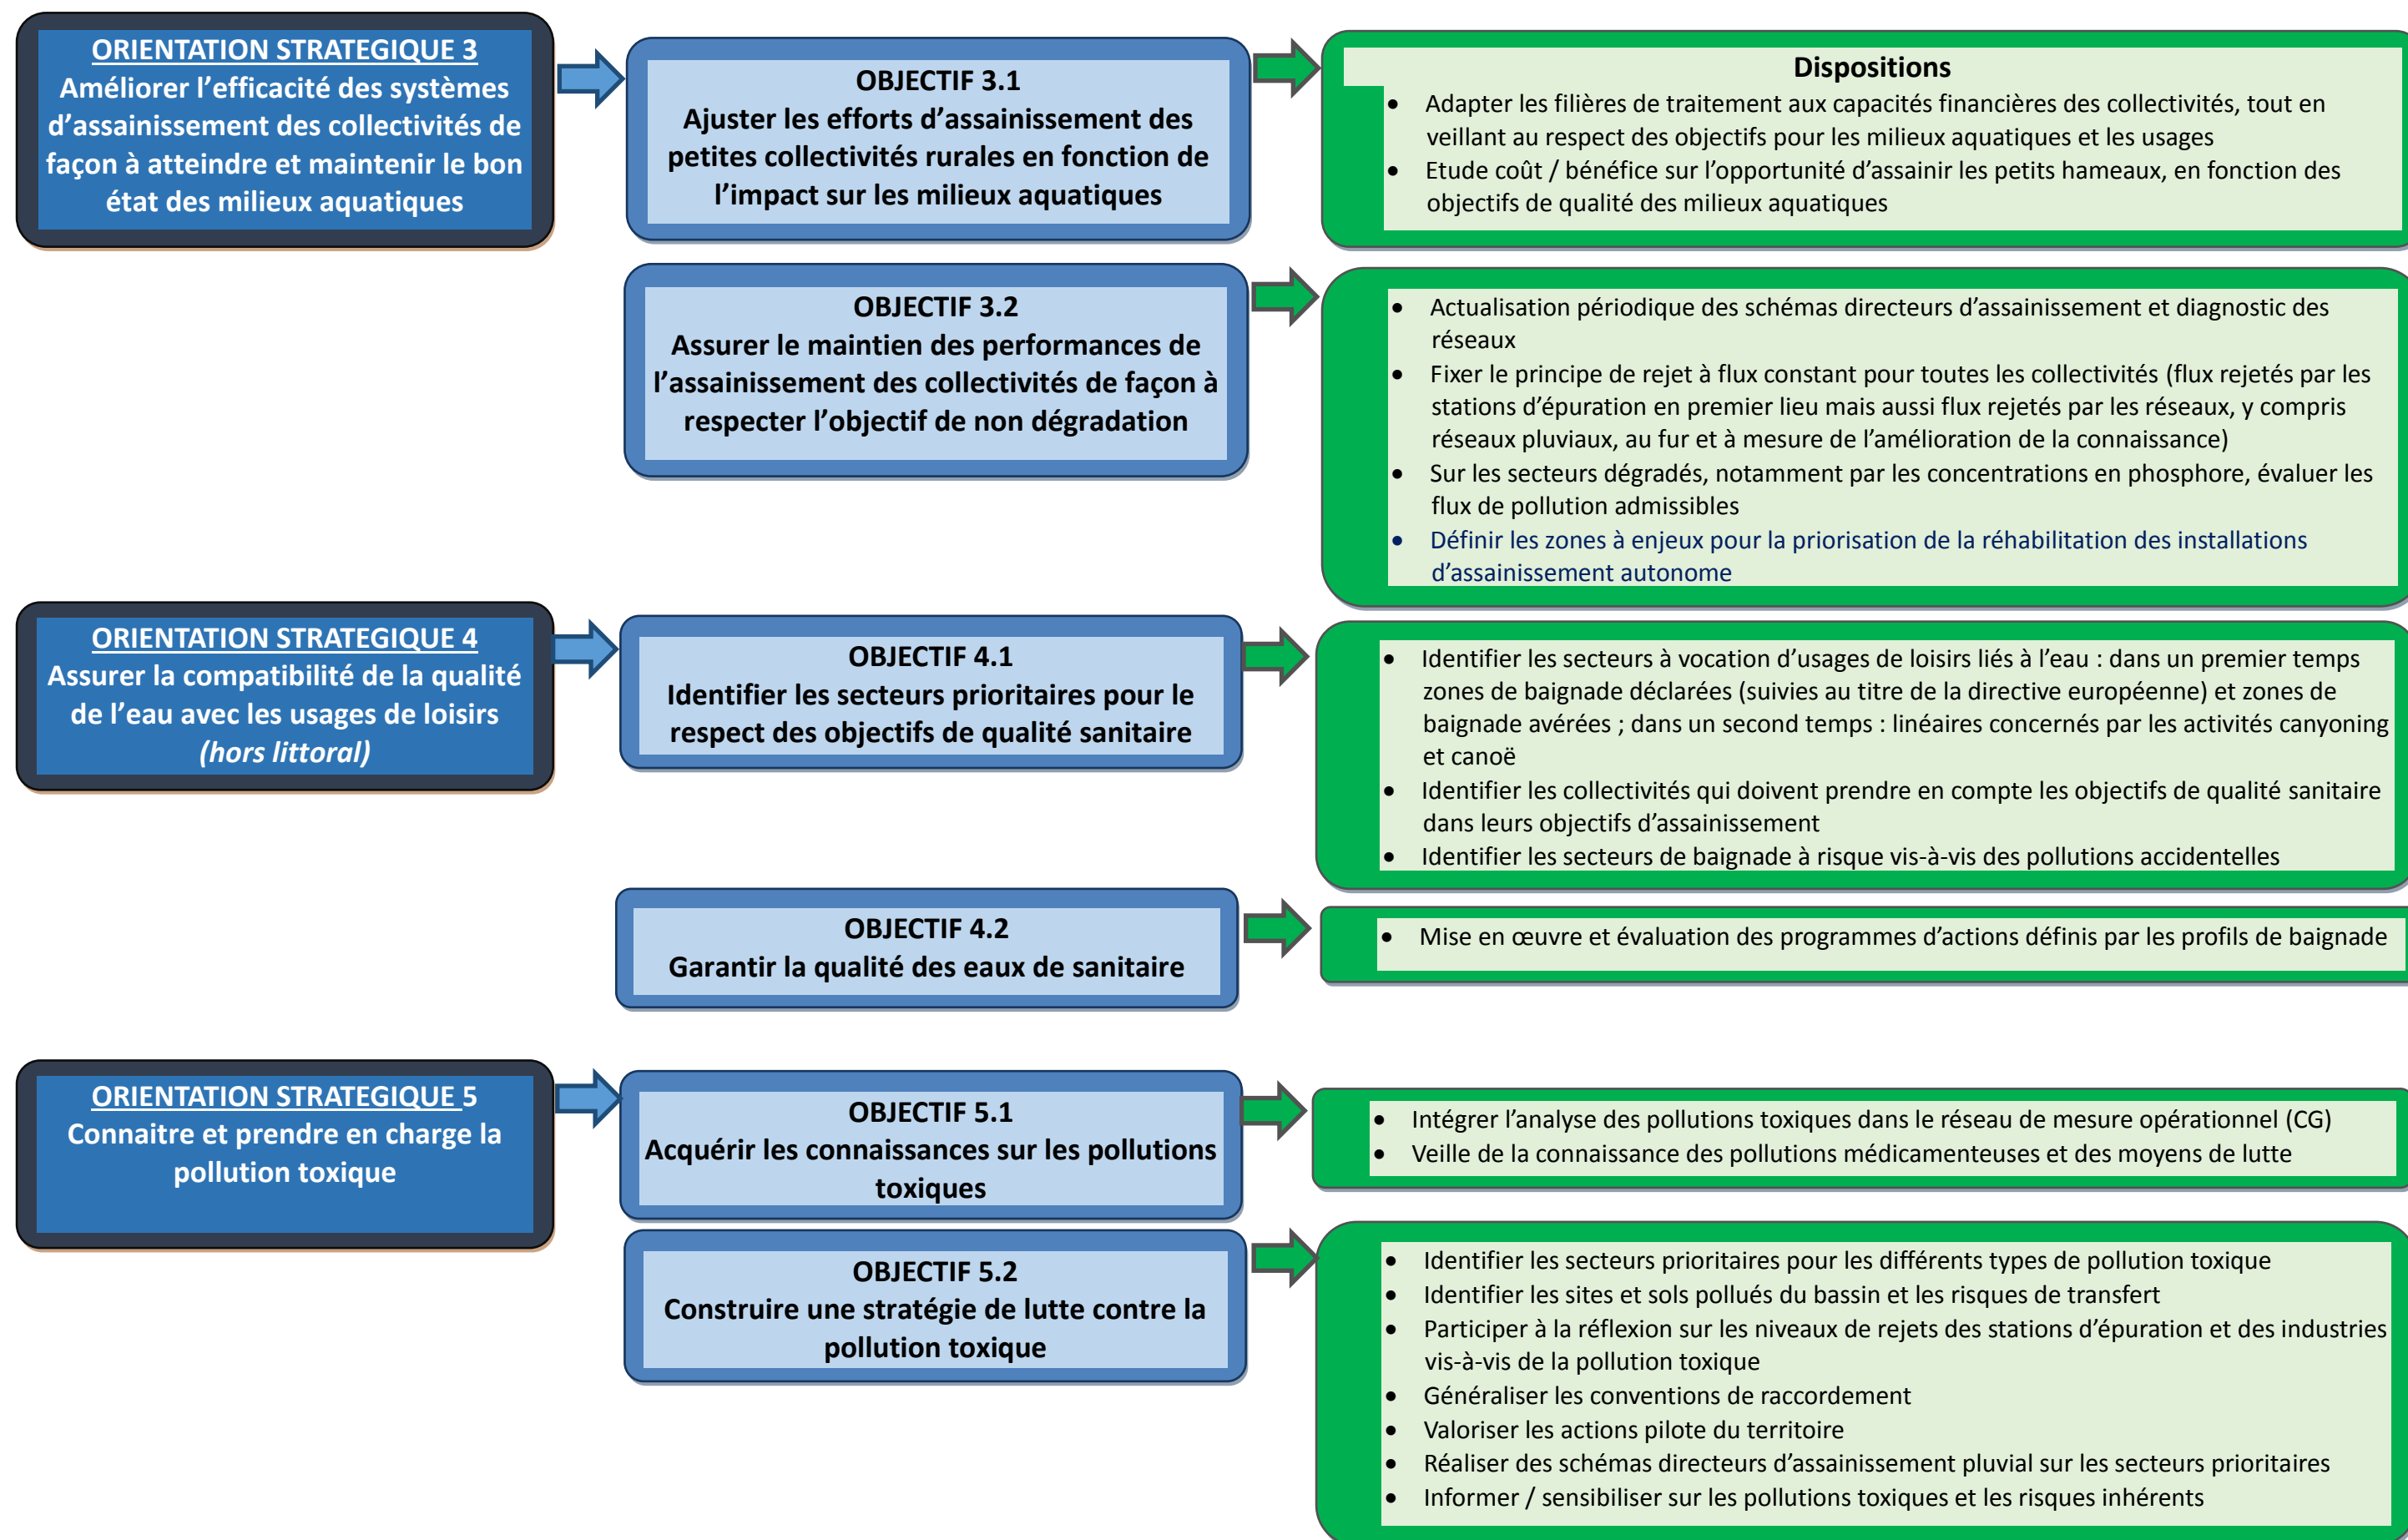 ORIENTATION STRATEGIQUE 3
Améliorer l’efficacité des systèmes
d’assainissement des collectivités de
façon à atteindre et maintenir le bon
état des milieux aquatiques
OBJECTIF 3.1
Ajuster les efforts d’assainissement des
petites collectivités rurales en fonction de
l’impact sur les milieux aquatiques
Dispositions
• Adapter les filières de traitement aux capacités financières des collectivités, tout en
veillant au respect des objectifs pour les milieux aquatiques et les usages
• Etude coût / bénéfice sur l’opportunité d’assainir les petits hameaux, en fonction des
objectifs de qualité des milieux aquatiques
OBJECTIF 3.2
Assurer le maintien des performances de
l’assainissement des collectivités de façon à
respecter l’objectif de non dégradation
• Actualisation périodique des schémas directeurs d’assainissement et diagnostic des
réseaux
• Fixer le principe de rejet à flux constant pour toutes les collectivités (flux rejetés par les
stations d’épuration en premier lieu mais aussi flux rejetés par les réseaux, y compris
réseaux pluviaux, au fur et à mesure de l’amélioration de la connaissance)
• Sur les secteurs dégradés, notamment par les concentrations en phosphore, évaluer les
flux de pollution admissibles
• Définir les zones à enjeux pour la priorisation de la réhabilitation des installations
d’assainissement autonome
ORIENTATION STRATEGIQUE 4
Assurer la compatibilité de la qualité
de l’eau avec les usages de loisirs
(hors littoral)
OBJECTIF 4.1
Identifier les secteurs prioritaires pour le
respect des objectifs de qualité sanitaire
• Identifier les secteurs à vocation d’usages de loisirs liés à l’eau : dans un premier temps
zones de baignade déclarées (suivies au titre de la directive européenne) et zones de
baignade avérées ; dans un second temps : linéaires concernés par les activités canyoning
et canoë
• Identifier les collectivités qui doivent prendre en compte les objectifs de qualité sanitaire
dans leurs objectifs d’assainissement
• Identifier les secteurs de baignade à risque vis-à-vis des pollutions accidentelles
OBJECTIF 4.2
Garantir la qualité des eaux de sanitaire
• Mise en œuvre et évaluation des programmes d’actions définis par les profils de baignade
ORIENTATION STRATEGIQUE 5
Connaitre et prendre en charge la
pollution toxique
OBJECTIF 5.1
Acquérir les connaissances sur les pollutions
toxiques
• Intégrer l’analyse des pollutions toxiques dans le réseau de mesure opérationnel (CG)
• Veille de la connaissance des pollutions médicamenteuses et des moyens de lutte
OBJECTIF 5.2
Construire une stratégie de lutte contre la
pollution toxique
• Identifier les secteurs prioritaires pour les différents types de pollution toxique
• Identifier les sites et sols pollués du bassin et les risques de transfert
• Participer à la réflexion sur les niveaux de rejets des stations d’épuration et des industries
vis-à-vis de la pollution toxique
• Généraliser les conventions de raccordement
• Valoriser les actions pilote du territoire
• Réaliser des schémas directeurs d’assainissement pluvial sur les secteurs prioritaires
• Informer / sensibiliser sur les pollutions toxiques et les risques inhérents